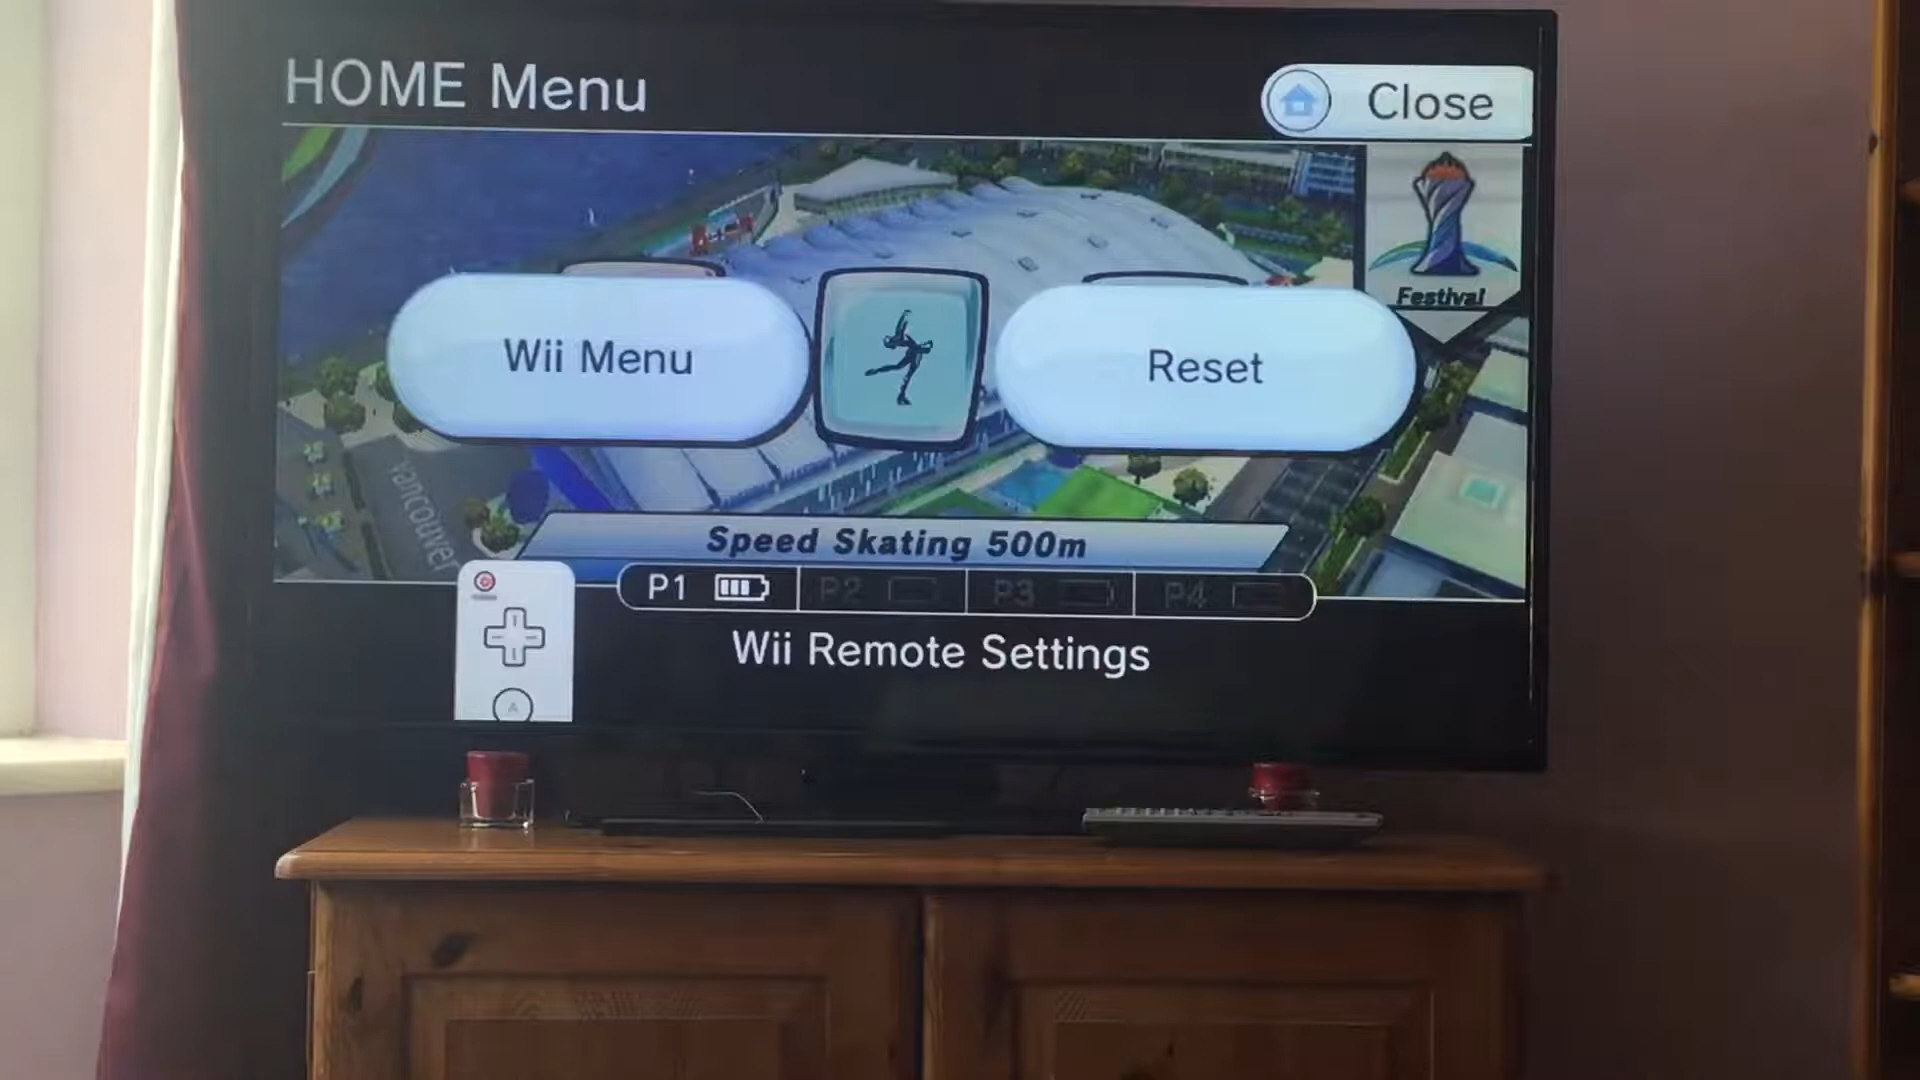 HOME Menu
Close
Festival
Wii Menu
Reset
vancouver
Speed Skating 500m
P1
P2
P3
P4
A
Wii Remote Settings